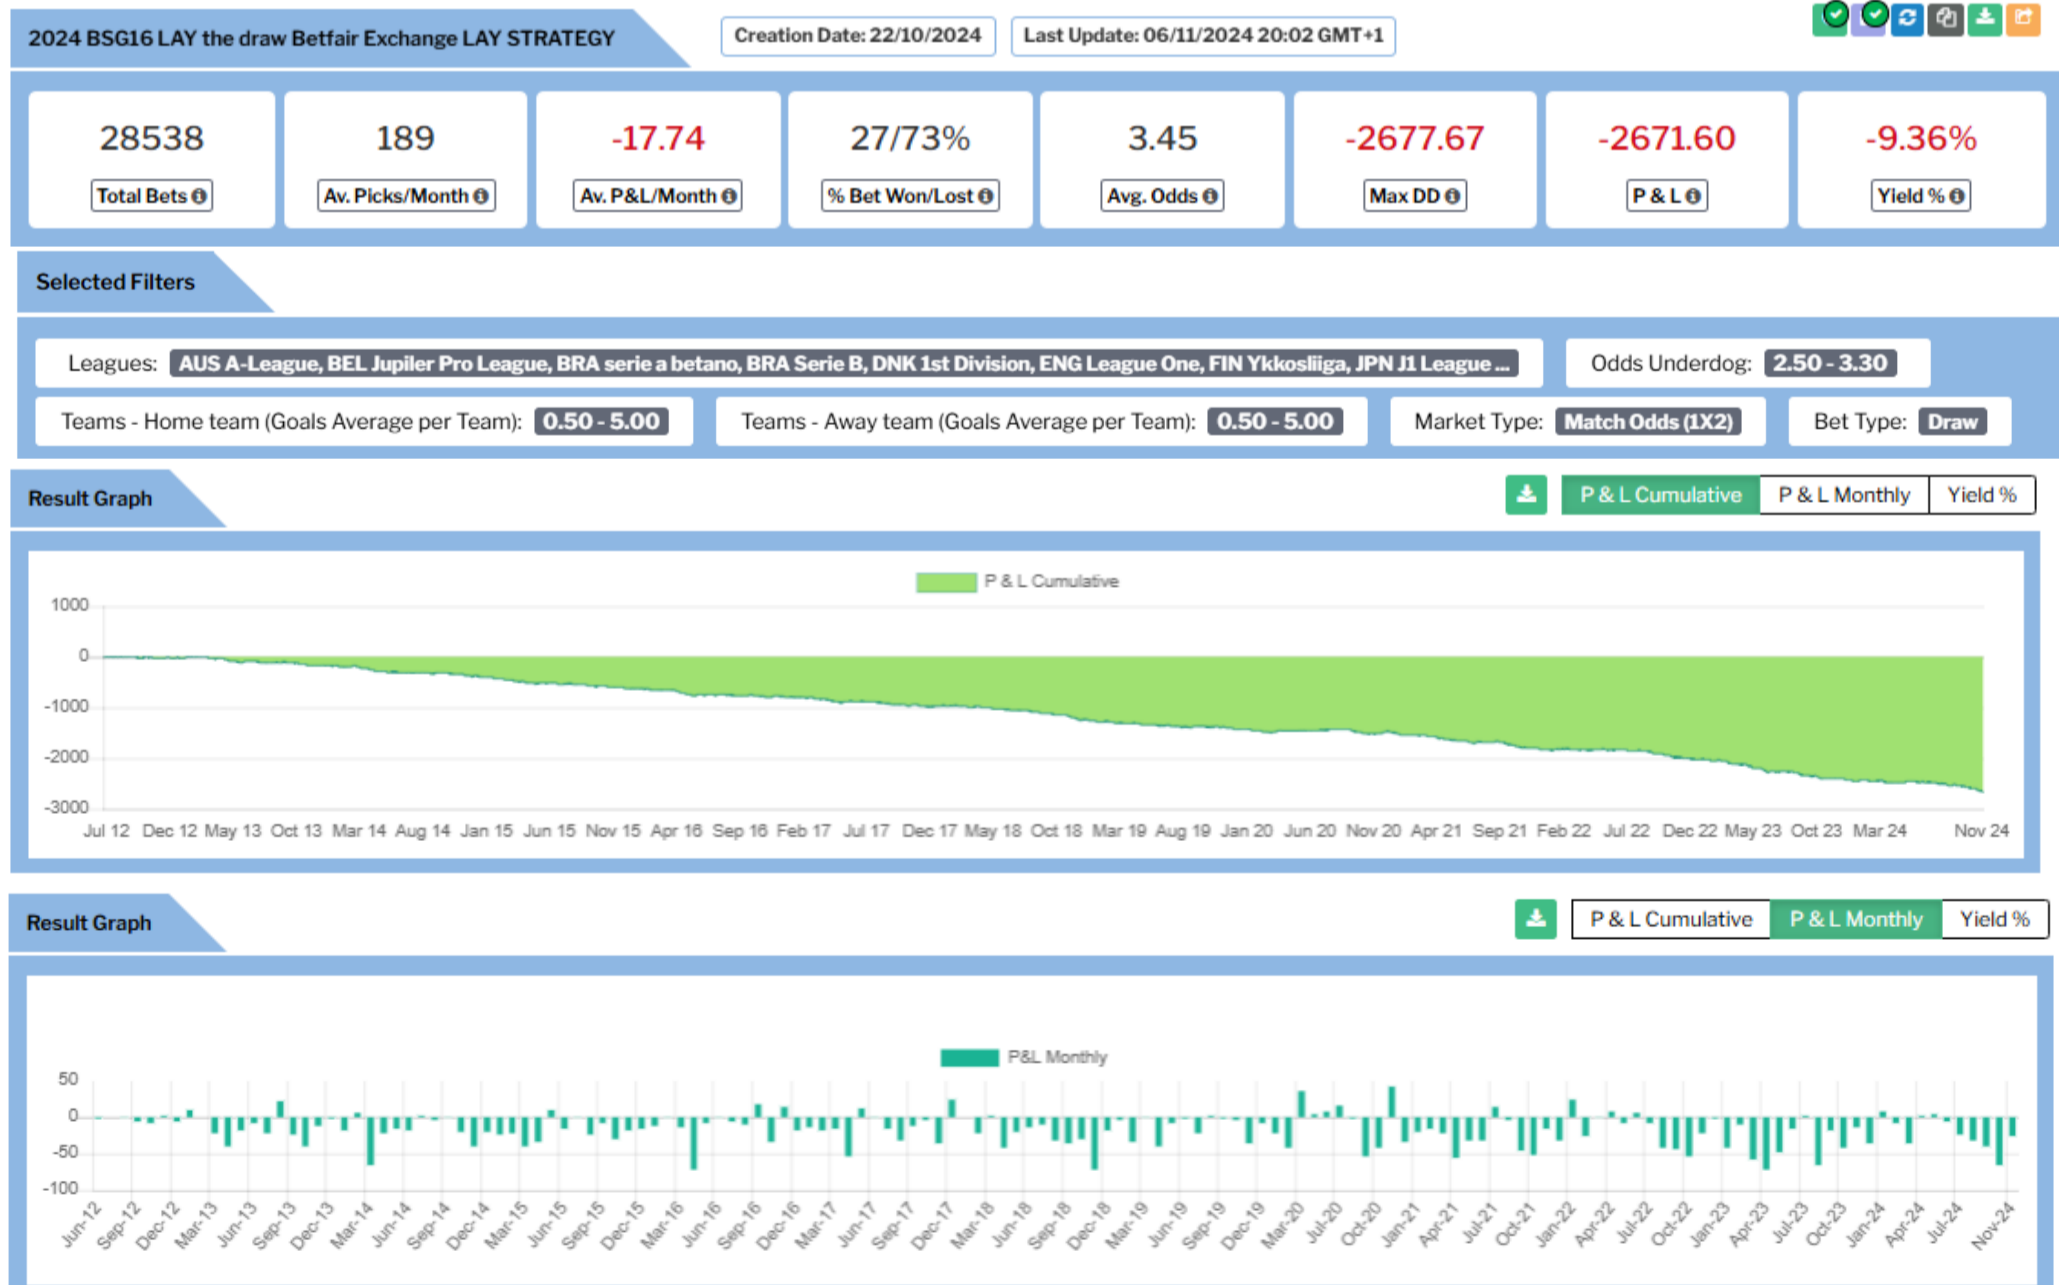 2024 BSG16 LAY the draw Betfair Exchange LAY STRATEGY
Creation Date: 22/10/2024
Last Update: 06/11/2024 20:02 GMT+1
28538 189 -17.74 27/73% 3.45 -2677.67 -2671.60 -9.36%
Total Bets Av. Picks/Month Av. P&L/Month % Bet Won/Lost Avg. Odds Max DD P & L Yield %
Selected Filters
Leagues: AUS A-League, BEL Jupiler Pro League, BRA serie a betano, BRA Serie B, DNK 1st Division, ENG League One, FIN Ykkosliiga, JPN J1 League ... Odds Underdog: 2.50 - 3.30
Teams - Home team (Goals Average per Team): 0.50 - 5.00 Teams - Away team (Goals Average per Team): 0.50 - 5.00 Market Type: Match Odds (1X2) Bet Type: Draw
Result Graph
P & L Cumulative P & L Monthly Yield %
P & L Cumulative
1000
0
-1000
-2000
-3000
Jul 12 Dec 12 May 13 Oct 13 Mar 14 Aug 14 Jan 15 Jun 15 Nov 15 Apr 16 Sep 16 Feb 17 Jul 17 Dec 17 May 18 Oct 18 Mar 19 Aug 19 Jan 20 Jun 20 Nov 20 Apr 21 Sep 21 Feb 22 Jul 22 Dec 22 May 23 Oct 23 Mar 24 Nov 24
Result Graph
P & L Cumulative P & L Monthly Yield %
P&L Monthly
50
0
-50
-100
Jun-12 Sep-12 Dec-12 Mar-13 Jun-13 Sep-13 Dec-13 Mar-14 Jun-14 Sep-14 Dec-14 Mar-15 Jun-15 Sep-15 Dec-15 Mar-16 Jun-16 Sep-16 Dec-16 Mar-17 Jun-17 Sep-17 Dec-17 Mar-18 Jun-18 Sep-18 Dec-18 Mar-19 Jun-19 Sep-19 Dec-19 Mar-20 Jul-20 Oct-20 Jan-21 Apr-21 Jul-21 Oct-21 Jan-22 Apr-22 Jul-22 Oct-22 Jan-23 Apr-23 Jul-23 Oct-23 Jan-24 Apr-24 Jul-24 Nov-24